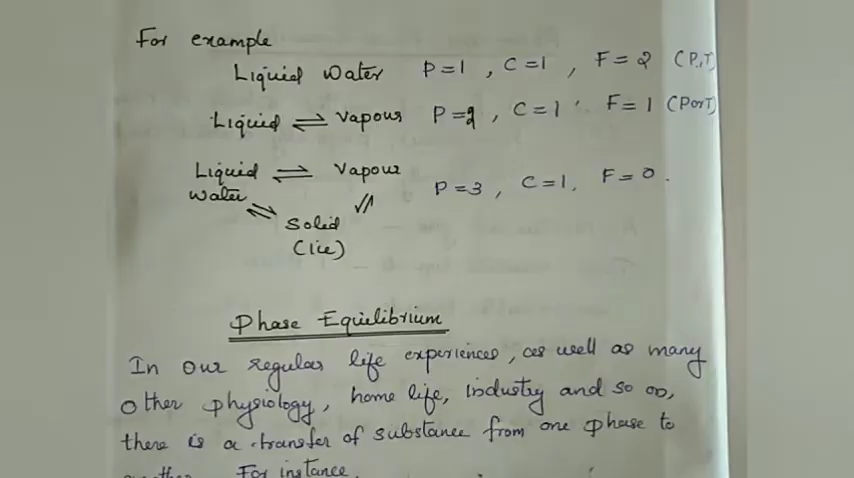 For example
Liquid Water P=1, C=1, F=2 (P,T)
Liquid ⇌ Vapour P=2, C=1, F=1 (P or T)
Liquid ⇌ Vapour
water P=3, C=1, F=0.
⇌ Solid ⇌
(Ice)
Phase Equilibrium
In our regular life experiences, as well as many
other physiology, home life, industry and so on,
there is a transfer of substance from one phase to
another. For instance,